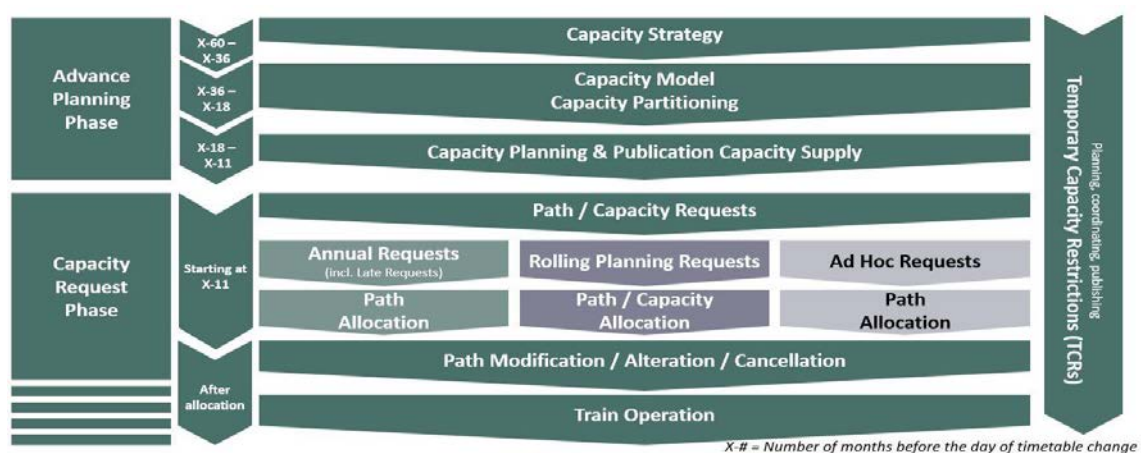 Advance
Planning
Phase
X-60 –
X-36
Capacity Strategy
X-36 –
X-18
Capacity Model
Capacity Partitioning
X-18 –
X-11
Capacity Planning & Publication Capacity Supply
Capacity
Request
Phase
Starting at
X-11
Path / Capacity Requests
Annual Requests
(incl. Late Requests)
Path
Allocation
Rolling Planning Requests
Path / Capacity
Allocation
Ad Hoc Requests
Path
Allocation
After
allocation
Path Modification / Alteration / Cancellation
Train Operation
Planning, coordinating, publishing
Temporary Capacity Restrictions (TCRs)
X-# = Number of months before the day of timetable change